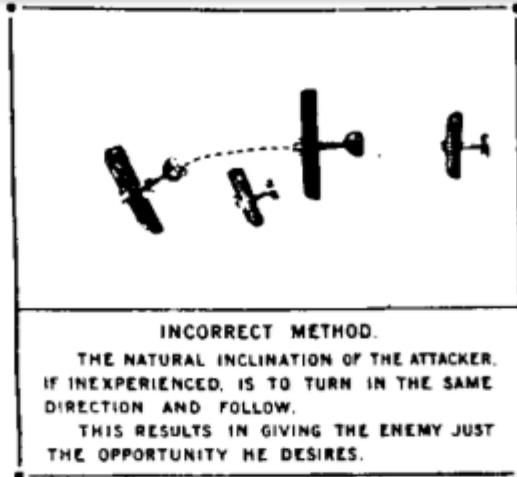 INCORRECT METHOD.
THE NATURAL INCLINATION OF THE ATTACKER,
IF INEXPERIENCED, IS TO TURN IN THE SAME
DIRECTION AND FOLLOW.
THIS RESULTS IN GIVING THE ENEMY JUST
THE OPPORTUNITY HE DESIRES.